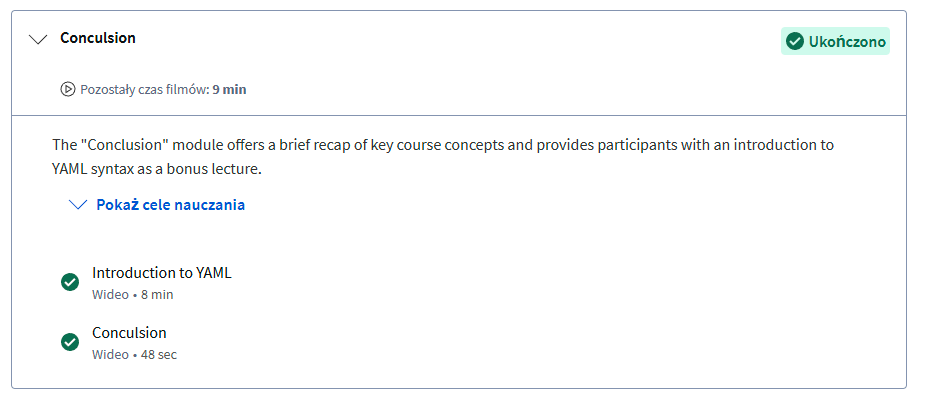 Conculsion
Ukończono
Pozostały czas filmów: 9 min
The "Conclusion" module offers a brief recap of key course concepts and provides participants with an introduction to
YAML syntax as a bonus lecture.
Pokaż cele nauczania
Introduction to YAML
Wideo • 8 min
Conculsion
Wideo • 48 sec